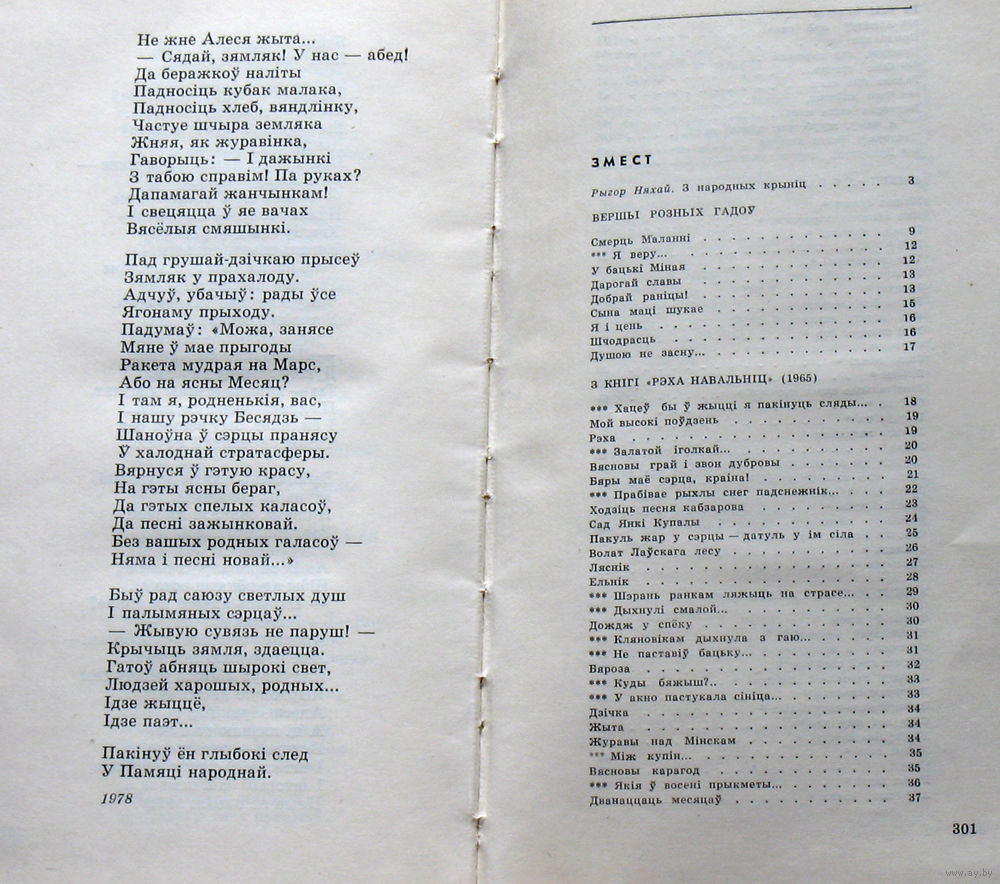 Не жне Алеся жыта...
— Сядай, зямляк! У нас — абед!
Да беражкоў наліты
Падносіць кубак малака,
Падносіць хлеб, вяндлінку,
Частуе шчыра земляка
Жняя, як журавінка,
Гаворыць: — І дажынкі
З табою справім! Па руках?
Дапамагай жанчынкам!
І свецяцца ў яе вачах
Вясёлыя смяшынкі.
Пад грушай-дзічкаю прысеў
Зямляк у прахалоду.
Адчуў, убачыў: рады ўсе
Ягонаму прыходу.
Падумаў: «Можа, занясе
Мяне ў мае прыгоды
Ракета мудрая на Марс,
Або на ясны Месяц?
І там я, родненькія, вас,
І нашу рэчку Бесядзь —
Шаноўна ў сэрцы пранясу
Ў халоднай стратасферы.
Вярнуся ў гэтую красу,
На гэты ясны бераг,
Да гэтых спелых каласоў,
Да песні зажынковай.
Без вашых родных галасоў —
Няма і песні новай...»
Быў рад саюзу светлых душ
І палымяных сэрцаў...
— Жывую сувязь не паруш! —
Крычыць зямля, здаецца.
Гатоў абняць шырокі свет,
Людзей харошых, родных...
Ідзе жыццё,
Ідзе паэт...
Пакінуў ён глыбокі след
У Памяці народнай.
1978
ЗМЕСТ
Рыгор Няхай. З народных крыніц . . . . . 3
ВЕРШЫ РОЗНЫХ ГАДОЎ
Смерць Маланні . . . . . . . . . . . . . 9
*** Я веру... . . . . . . . . . . . . . 12
У бацькі Міная . . . . . . . . . . . . . 12
Дарогай славы . . . . . . . . . . . . . 13
Добрай раніцы! . . . . . . . . . . . . . 13
Сына маці шукае . . . . . . . . . . . . 15
Я і цень . . . . . . . . . . . . . . . 16
Шчодрасць . . . . . . . . . . . . . . . 16
Душою не засну... . . . . . . . . . . . 17
З КНІГІ «РЭХА НАВАЛЬНІЦ» (1965)
*** Хацеў бы ў жыцці я пакінуць сляды... . 18
Мой высокі поўдзень . . . . . . . . . . 19
Рэха . . . . . . . . . . . . . . . . . 19
*** Залатой іголкай... . . . . . . . . . 20
Вясновы грай і звон дубровы . . . . . . . 20
Бяры маё сэрца, краіна! . . . . . . . . 21
*** Прабівае рыхлы снег падснежнік... . . . 22
Ходзіць песня кабзарова . . . . . . . . 23
Сад Янкі Купалы . . . . . . . . . . . . 24
Пакуль жар у сэрцы — датуль у ім сіла . . 25
Волат Лаўскага лесу . . . . . . . . . . 26
Ляснік . . . . . . . . . . . . . . . . 27
Ельнік . . . . . . . . . . . . . . . . 28
*** Шэрань ранкам ляжыць на страсе... . . 29
*** Дыхнулі смалой... . . . . . . . . . 30
Дождж у спёку . . . . . . . . . . . . . 30
*** Кляновікам дыхнула з гаю... . . . . . 31
*** Не паставіў бацьку... . . . . . . . . 31
Вяроза . . . . . . . . . . . . . . . . 32
*** Куды бяжыш?.. . . . . . . . . . . . 33
*** У акно пастукала сініца... . . . . . . 33
Дзічка . . . . . . . . . . . . . . . . 34
Жыта . . . . . . . . . . . . . . . . . 34
Журавы над Мінскам . . . . . . . . . . 34
*** Між купін... . . . . . . . . . . . . 35
Вясновы карагод . . . . . . . . . . . . 35
*** Якія ў восені прыкметы... . . . . . . 36
Дванаццаць месяцаў . . . . . . . . . . 37
301
www.ay.by